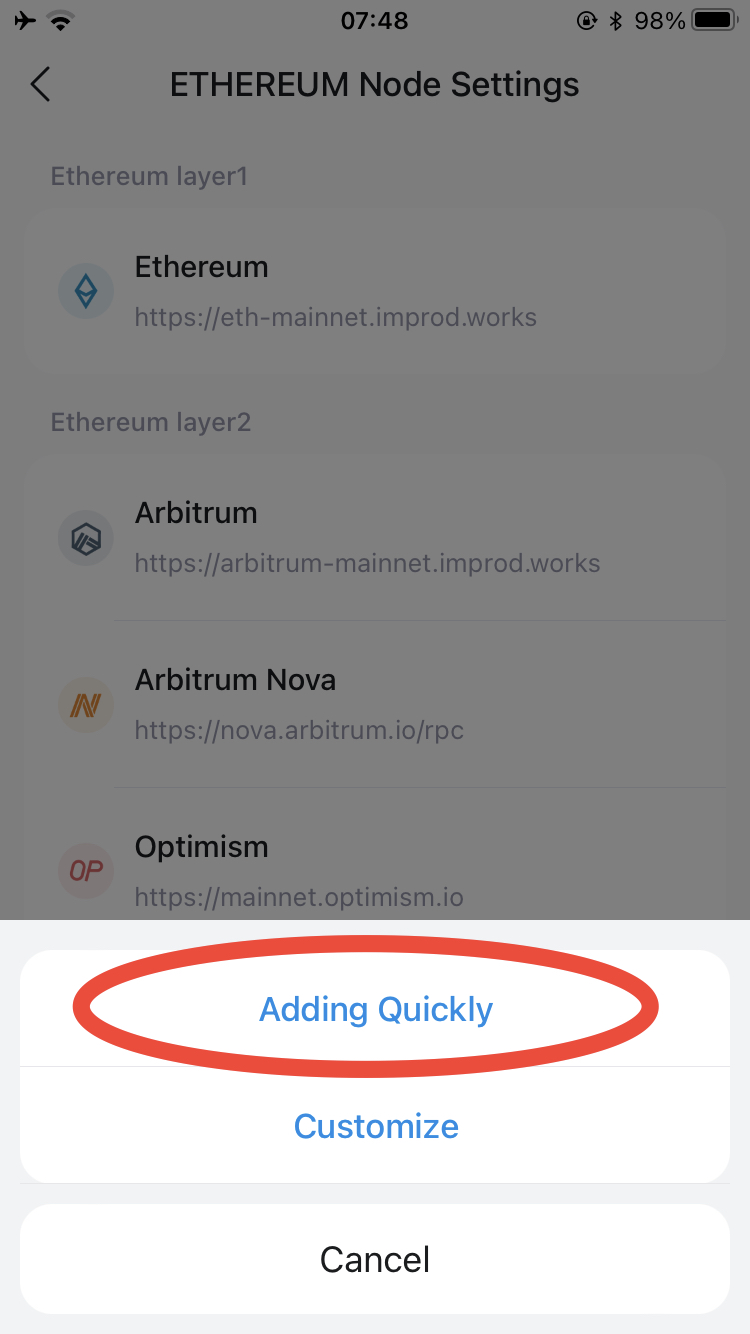 07:48
98%
ETHEREUM Node Settings
Ethereum layer1
Ethereum
https://eth-mainnet.improd.works
Ethereum layer2
Arbitrum
https://arbitrum-mainnet.improd.works
Arbitrum Nova
https://nova.arbitrum.io/rpc
Optimism
OP
https://mainnet.optimism.io
Adding Quickly
Customize
Cancel